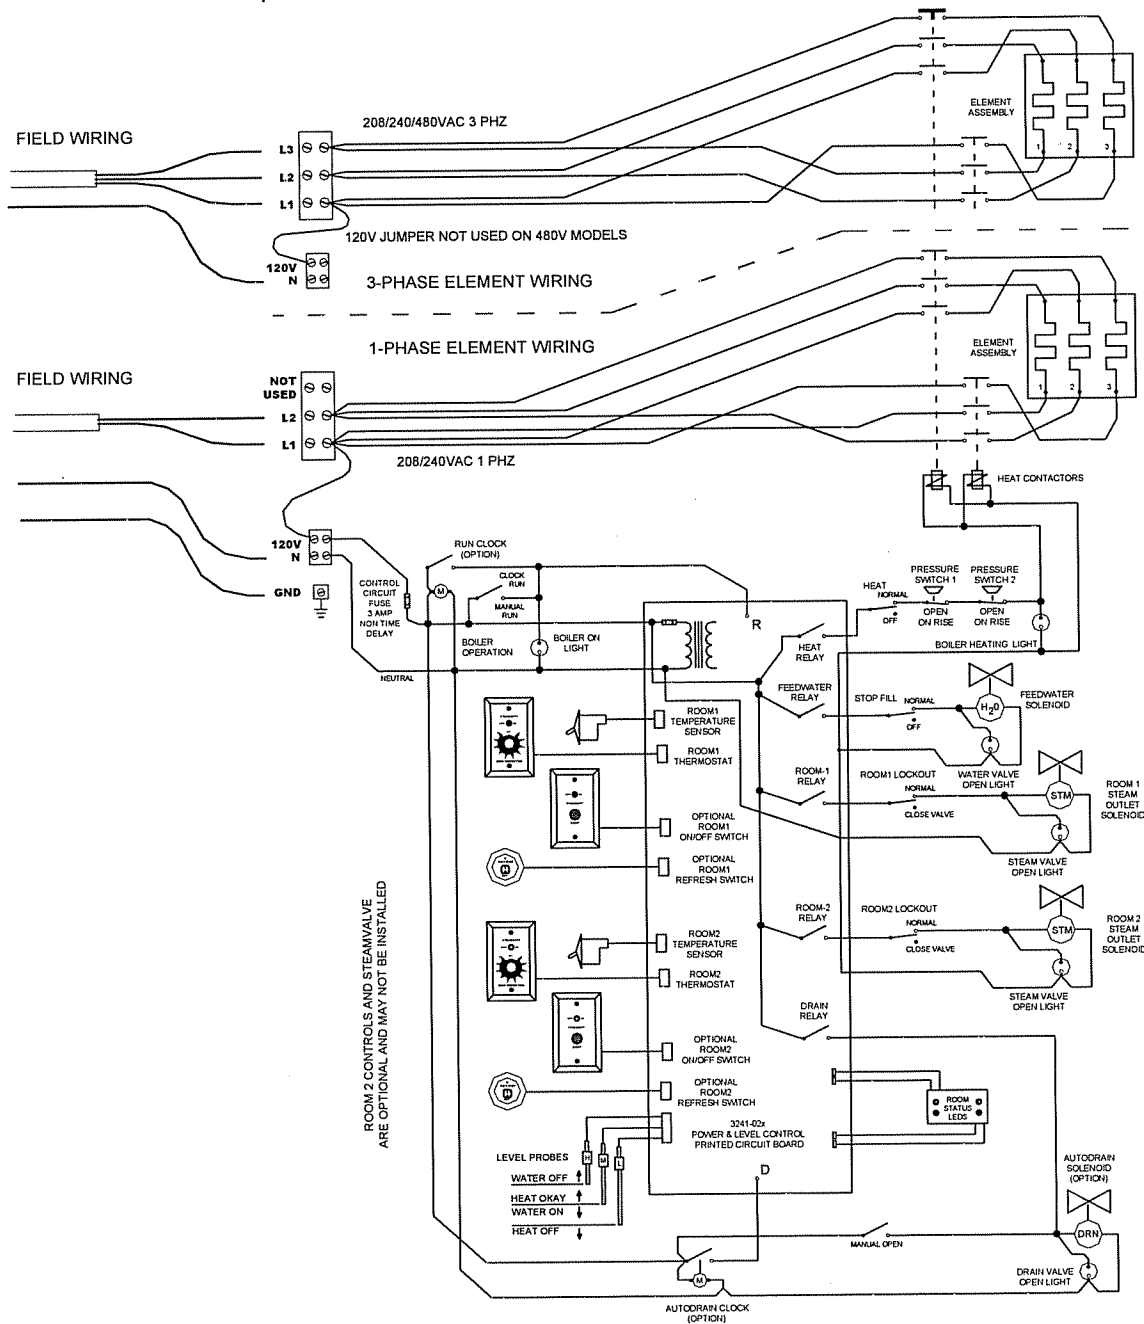 FIELD WIRING
208/240/480VAC 3 PHZ
L3
L2
L1
120V
N
120V JUMPER NOT USED ON 480V MODELS
3-PHASE ELEMENT WIRING
ELEMENT
ASSEMBLY
1
2
3
1-PHASE ELEMENT WIRING
FIELD WIRING
NOT
USED
L2
L1
208/240VAC 1 PHZ
ELEMENT
ASSEMBLY
1
2
3
HEAT CONTACTORS
120V
N
GND
CONTROL
CIRCUIT
FUSE
3 AMP
NON TIME
DELAY
RUN CLOCK
(OPTION)
M
CLOCK
RUN
MANUAL
RUN
BOILER
OPERATION
BOILER ON
LIGHT
NEUTRAL
R
HEAT
RELAY
HEAT
NORMAL
OFF
PRESSURE
SWITCH 1
OPEN
ON RISE
PRESSURE
SWITCH 2
OPEN
ON RISE
BOILER HEATING LIGHT
FEEDWATER
RELAY
STOP FILL
NORMAL
OFF
H20
FEEDWATER
SOLENOID
WATER VALVE
OPEN LIGHT
ROOM1
TEMPERATURE
SENSOR
ROOM1
THERMOSTAT
ROOM-1
RELAY
ROOM1 LOCKOUT
NORMAL
CLOSE VALVE
STM
ROOM 1
STEAM
OUTLET
SOLENOID
STEAM VALVE
OPEN LIGHT
OPTIONAL
ROOM1
ON/OFF SWITCH
OPTIONAL
ROOM1
REFRESH SWITCH
ROOM 2 CONTROLS AND STEAMVALVE
ARE OPTIONAL AND MAY NOT BE INSTALLED
ROOM-2
RELAY
ROOM2 LOCKOUT
NORMAL
CLOSE VALVE
STM
ROOM 2
STEAM
OUTLET
SOLENOID
STEAM VALVE
OPEN LIGHT
ROOM2
TEMPERATURE
SENSOR
ROOM2
THERMOSTAT
DRAIN
RELAY
OPTIONAL
ROOM2
ON/OFF SWITCH
OPTIONAL
ROOM2
REFRESH SWITCH
ROOM
STATUS
LEDS
3241-02x
POWER & LEVEL CONTROL
PRINTED CIRCUIT BOARD
LEVEL PROBES
H
M
L
WATER OFF
HEAT OKAY
WATER ON
HEAT OFF
D
AUTODRAIN
SOLENOID
(OPTION)
DRN
MANUAL OPEN
DRAIN VALVE
OPEN LIGHT
M
AUTODRAIN CLOCK
(OPTION)